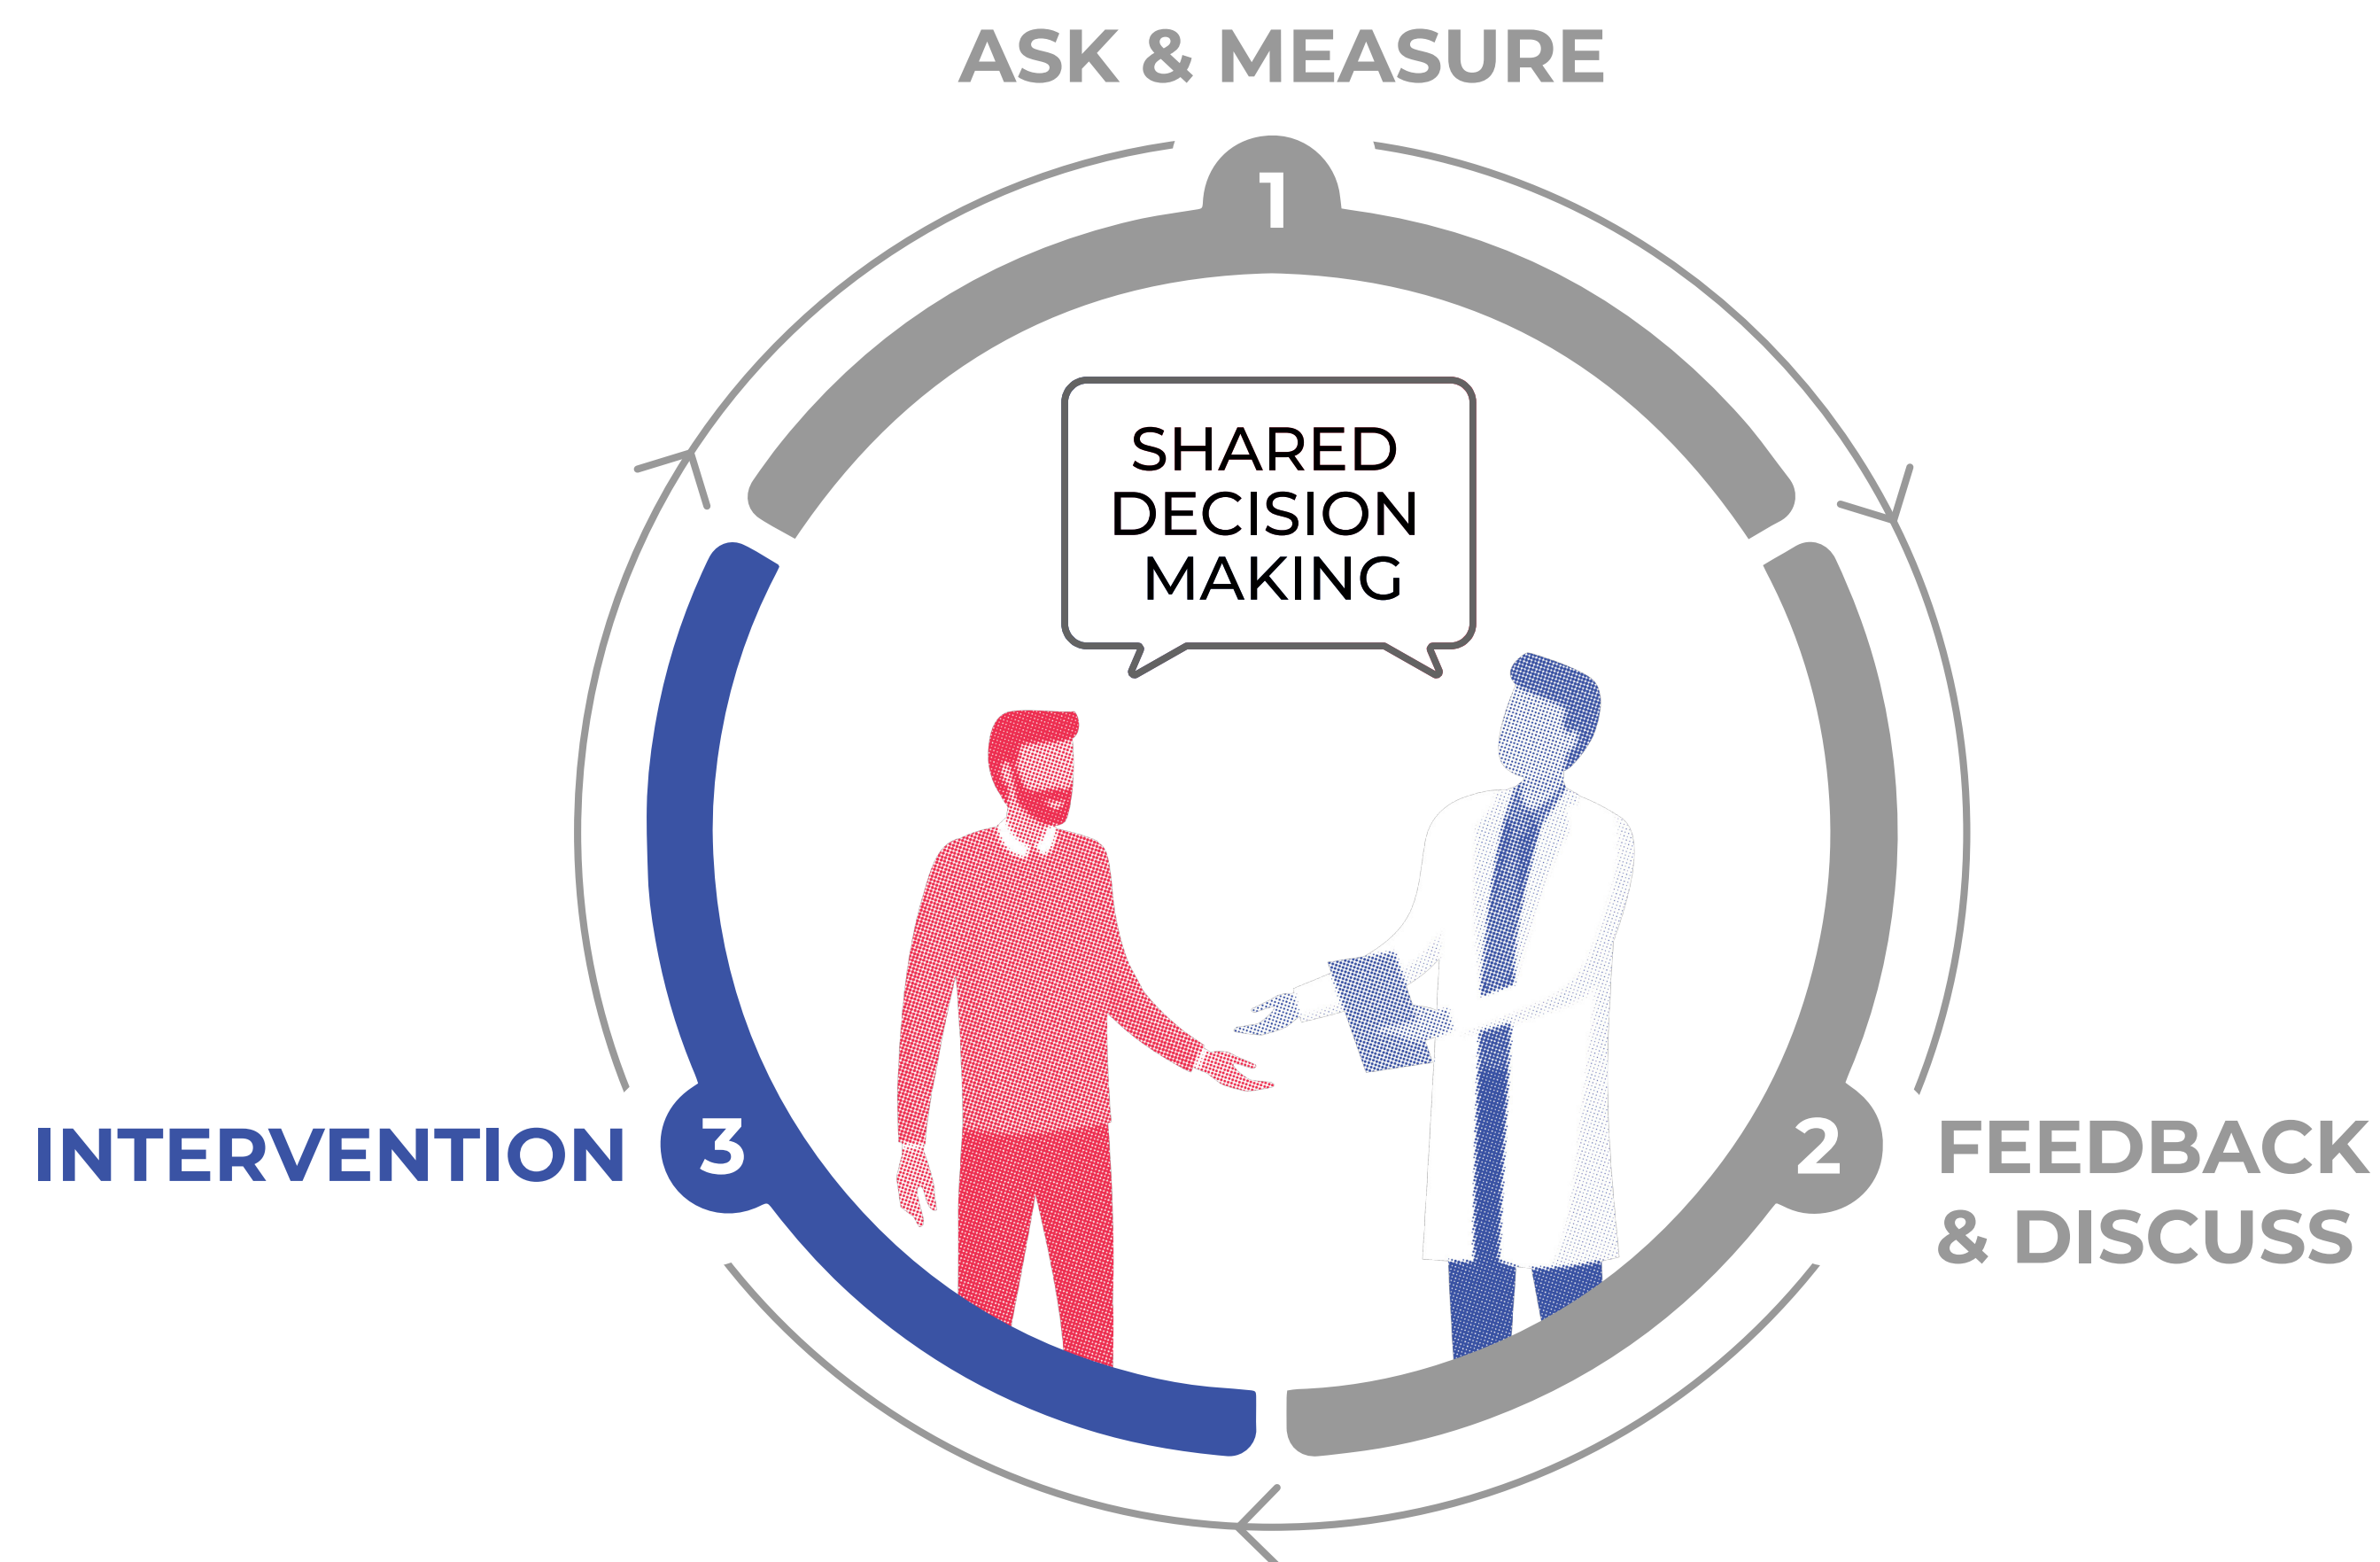 ASK & MEASURE
1
SHARED
DECISION
MAKING
2
FEEDBACK
& DISCUSS
3
INTERVENTION